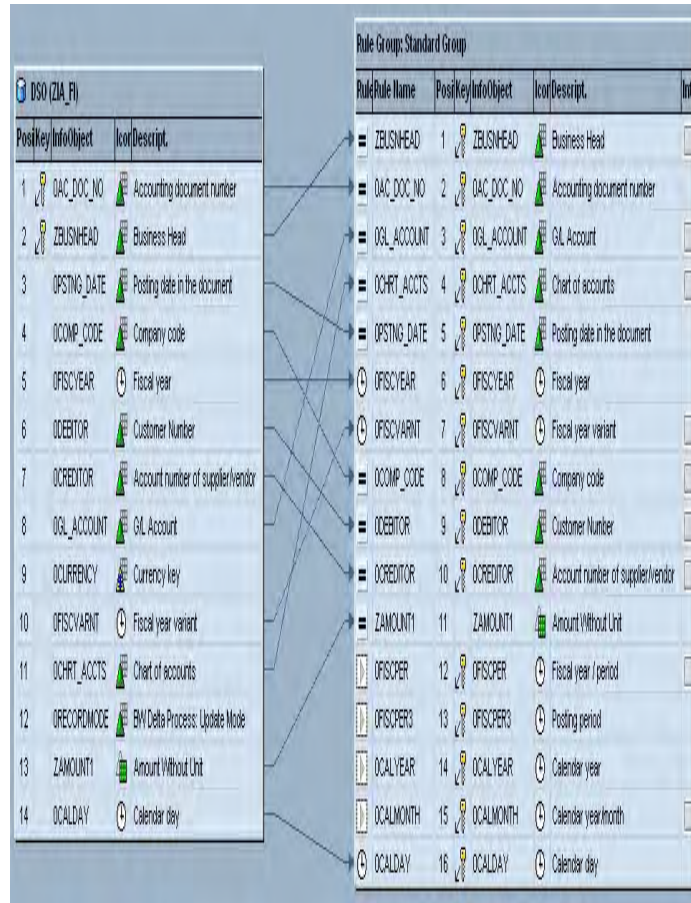 DSO (ZIA_FI)
Posi Key InfoObject Icon Descript.
1 0AC_DOC_NO Accounting document number
2 ZBUSNHEAD Business Head
3 0PSTNG_DATE Posting date in the document
4 0COMP_CODE Company code
5 0FISCYEAR Fiscal year
6 0DEBITOR Customer Number
7 0CREDITOR Account number of supplier/vendor
8 0GL_ACCOUNT G/L Account
9 0CURRENCY Currency key
10 0FISCVARNT Fiscal year variant
11 0CHRT_ACCTS Chart of accounts
12 0RECORDMODE BW Delta Process: Update Mode
13 ZAMOUNT1 Amount Without Unit
14 0CALDAY Calendar day
Rule Group: Standard Group
Rule Rule Name Posi Key InfoObject Icon Descript. Int
= ZBUSNHEAD 1 ZBUSNHEAD Business Head
= 0AC_DOC_NO 2 0AC_DOC_NO Accounting document number
= 0GL_ACCOUNT 3 0GL_ACCOUNT G/L Account
= 0CHRT_ACCTS 4 0CHRT_ACCTS Chart of accounts
= 0PSTNG_DATE 5 0PSTNG_DATE Posting date in the document
0FISCYEAR 6 0FISCYEAR Fiscal year
0FISCVARNT 7 0FISCVARNT Fiscal year variant
= 0COMP_CODE 8 0COMP_CODE Company code
= 0DEBITOR 9 0DEBITOR Customer Number
= 0CREDITOR 10 0CREDITOR Account number of supplier/vendor
= ZAMOUNT1 11 ZAMOUNT1 Amount Without Unit
0FISCPER 12 0FISCPER Fiscal year / period
0FISCPER3 13 0FISCPER3 Posting period
0CALYEAR 14 0CALYEAR Calendar year
0CALMONTH 15 0CALMONTH Calendar year/month
0CALDAY 16 0CALDAY Calendar day